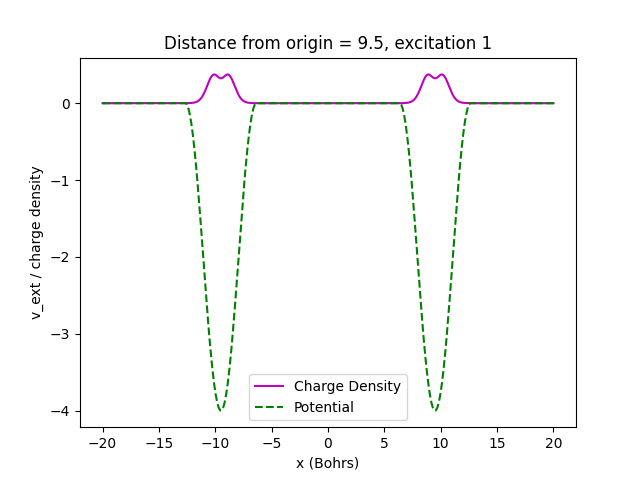 Distance from origin = 9.5, excitation 1
v_ext / charge density
0
−1
−2
−3
−4
Charge Density
Potential
−20 −15 −10 −5 0 5 10 15 20
x (Bohrs)